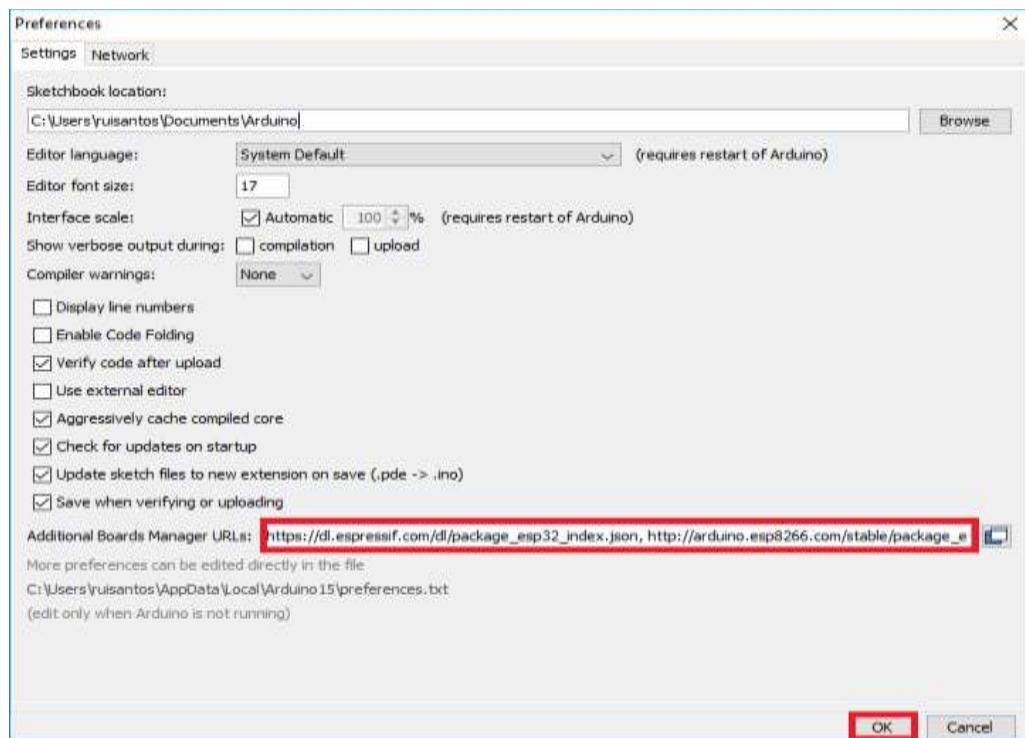 Preferences
Settings Network
Sketchbook location:
C:\Users\ruisantos\Documents\Arduino Browse
Editor language: System Default (requires restart of Arduino)
Editor font size: 17
Interface scale: Automatic 100 % (requires restart of Arduino)
Show verbose output during: compilation upload
Compiler warnings: None
Display line numbers
Enable Code Folding
Verify code after upload
Use external editor
Aggressively cache compiled core
Check for updates on startup
Update sketch files to new extension on save (.pde -> .ino)
Save when verifying or uploading
Additional Boards Manager URLs: https://dl.espressif.com/dl/package_esp32_index.json, http://arduino.esp8266.com/stable/package_e
More preferences can be edited directly in the file
C:\Users\ruisantos\AppData\Local\Arduino15\preferences.txt
(edit only when Arduino is not running)
OK Cancel